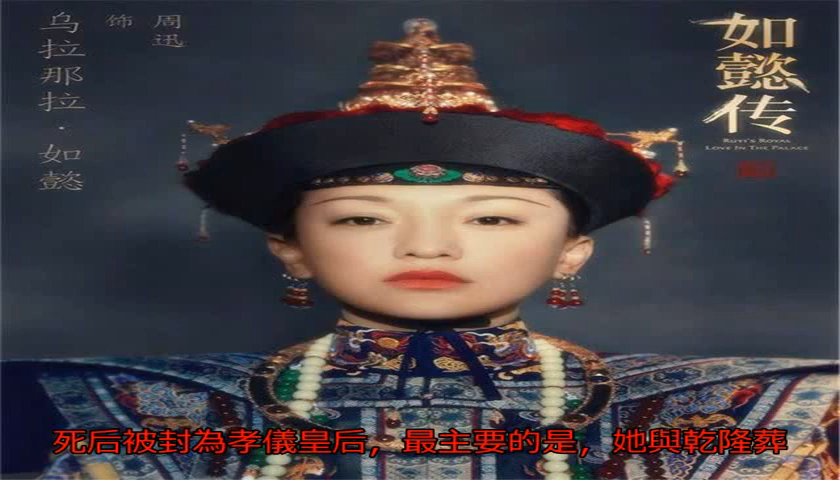 乌拉那拉·如懿
饰
周迅
如懿传
RUYI'S ROYAL
LOVE IN THE PALACE
死后被封為孝儀皇后，最主要的是，她與乾隆葬